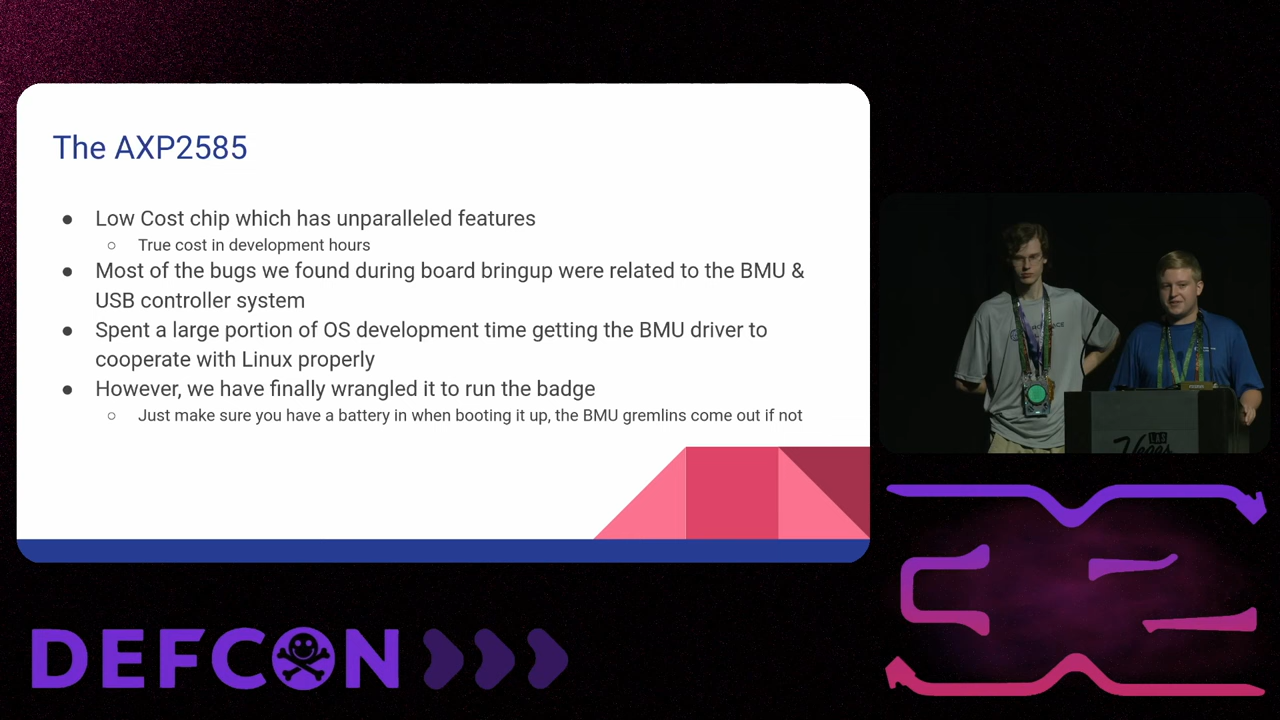 The AXP2585
● Low Cost chip which has unparalleled features
○ True cost in development hours
● Most of the bugs we found during board bringup were related to the BMU &
USB controller system
● Spent a large portion of OS development time getting the BMU driver to
cooperate with Linux properly
● However, we have finally wrangled it to run the badge
○ Just make sure you have a battery in when booting it up, the BMU gremlins come out if not
LAS
Vegas
DEFCON